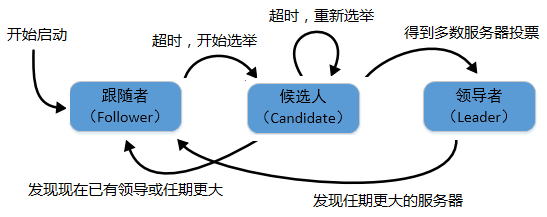 开始启动
超时，开始选举
超时，重新选举
得到多数服务器投票
跟随者
（Follower）
候选人
（Candidate）
领导者
（Leader）
发现现在已有领导或任期更大
发现任期更大的服务器